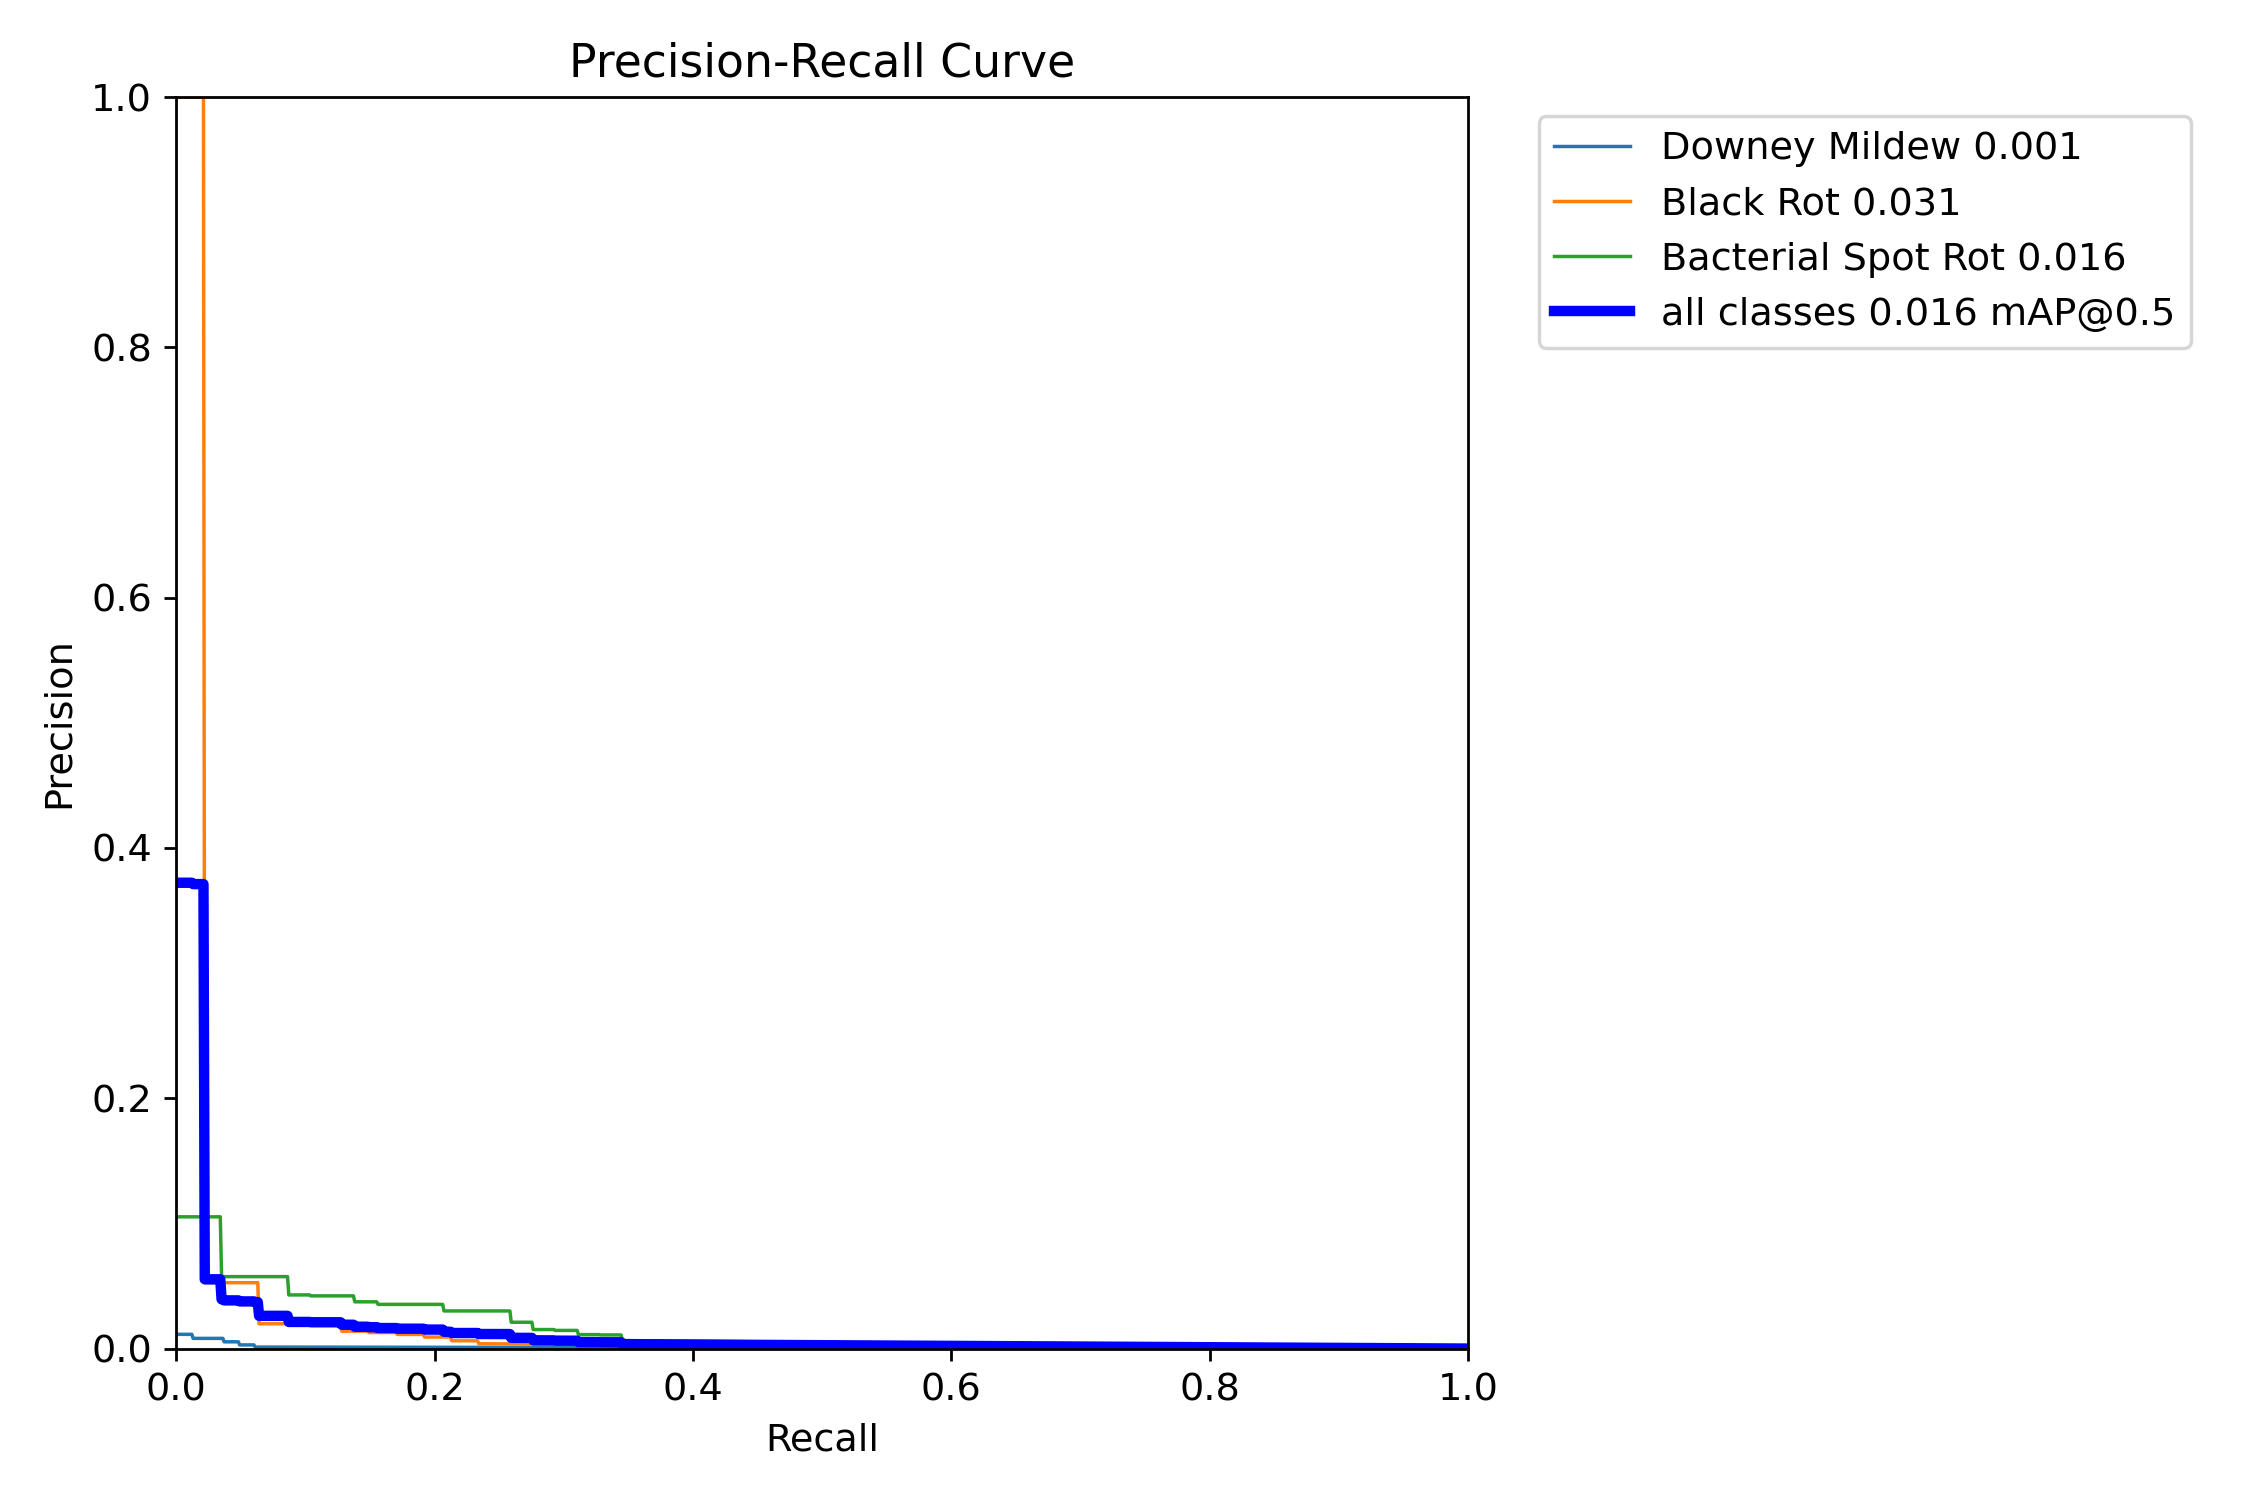 Precision-Recall Curve
1.0
0.8
0.6
0.4
0.2
0.0
Precision
0.0 0.2 0.4 0.6 0.8 1.0
Recall
Downey Mildew 0.001
Black Rot 0.031
Bacterial Spot Rot 0.016
all classes 0.016 mAP@0.5